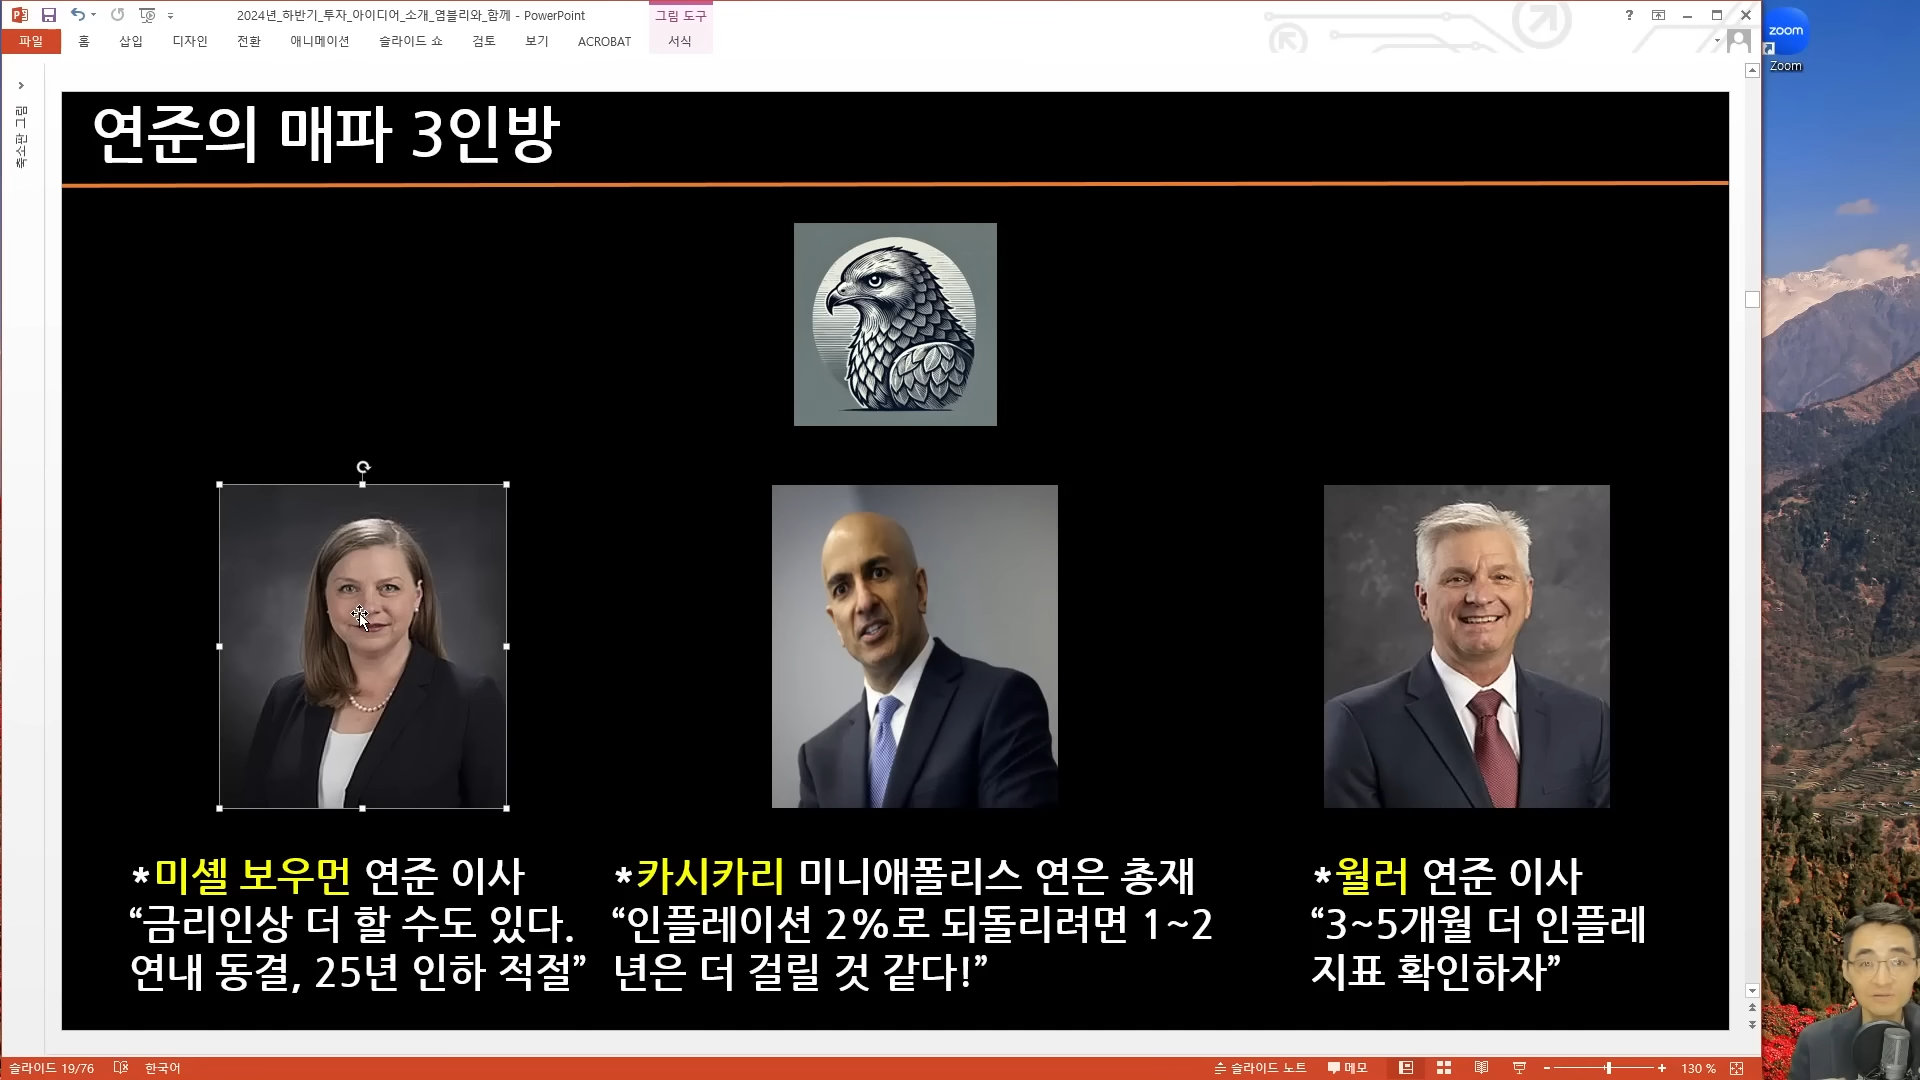 2024년_하반기_투자_아이디어_소개_염블리와_함께 - PowerPoint
그림 도구
?
파일 홈 삽입 디자인 전환 애니메이션 슬라이드 쇼 검토 보기 ACROBAT 서식
zoom
Zoom
축소판 그림
연준의 매파 3인방
*미셸 보우먼 연준 이사
“금리인상 더 할 수도 있다.
연내 동결, 25년 인하 적절”
*카시카리 미니애폴리스 연은 총재
“인플레이션 2%로 되돌리려면 1~2
년은 더 걸릴 것 같다!”
*월러 연준 이사
“3~5개월 더 인플레
지표 확인하자”
슬라이드 19/76 한국어 슬라이드 노트 메모 130 %